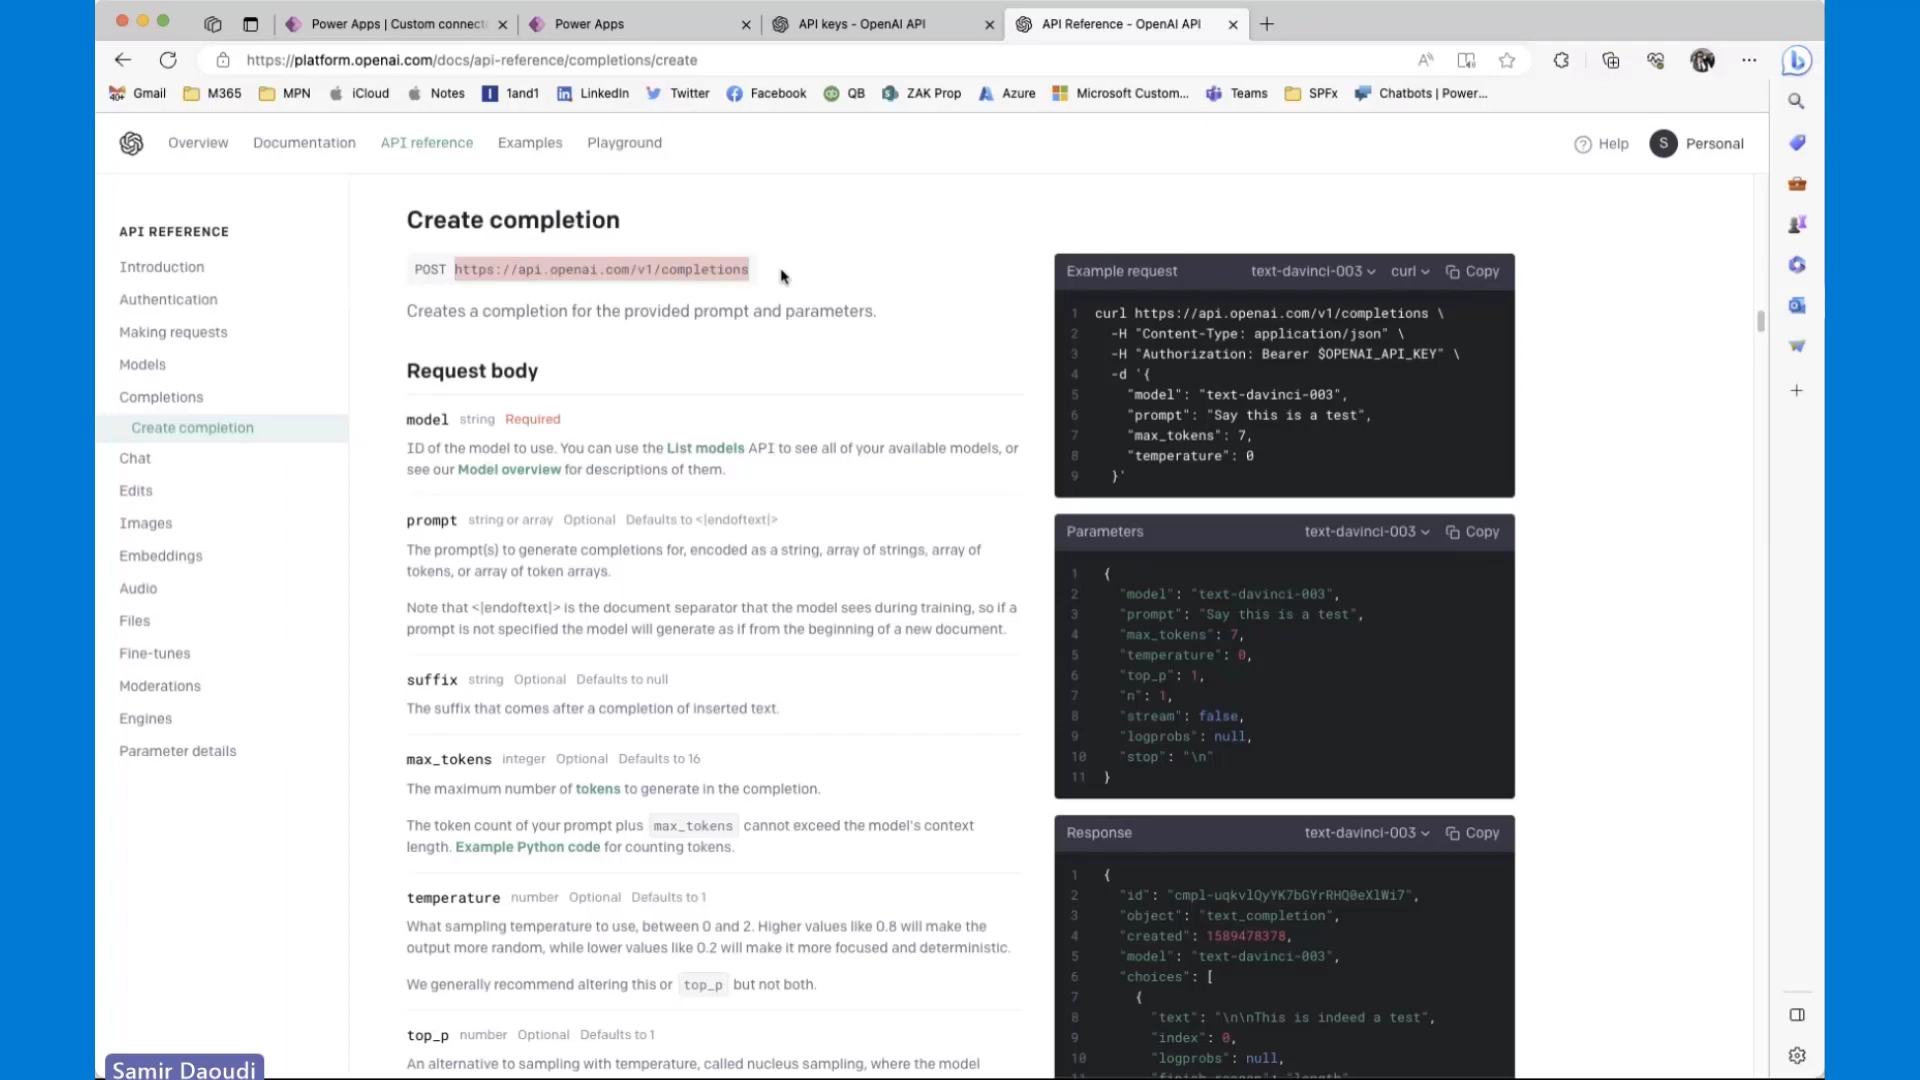 Power Apps | Custom connect
Power Apps
API keys - OpenAI API
API Reference - OpenAI API
https://platform.openai.com/docs/api-reference/completions/create
Gmail
M365
MPN
iCloud
Notes
1and1
LinkedIn
Twitter
Facebook
QB
ZAK Prop
Azure
Microsoft Custom...
Teams
SPFx
Chatbots | Power...
Overview
Documentation
API reference
Examples
Playground
Help
S
Personal
API REFERENCE
Introduction
Authentication
Making requests
Models
Completions
Create completion
Chat
Edits
Images
Embeddings
Audio
Files
Fine-tunes
Moderations
Engines
Parameter details
Create completion
POST https://api.openai.com/v1/completions
Creates a completion for the provided prompt and parameters.
Request body
model string Required
ID of the model to use. You can use the List models API to see all of your available models, or
see our Model overview for descriptions of them.
prompt string or array Optional Defaults to <|endoftext|>
The prompt(s) to generate completions for, encoded as a string, array of strings, array of
tokens, or array of token arrays.
Note that <|endoftext|> is the document separator that the model sees during training, so if a
prompt is not specified the model will generate as if from the beginning of a new document.
suffix string Optional Defaults to null
The suffix that comes after a completion of inserted text.
max_tokens integer Optional Defaults to 16
The maximum number of tokens to generate in the completion.
The token count of your prompt plus max_tokens cannot exceed the model's context
length. Example Python code for counting tokens.
temperature number Optional Defaults to 1
What sampling temperature to use, between 0 and 2. Higher values like 0.8 will make the
output more random, while lower values like 0.2 will make it more focused and deterministic.
We generally recommend altering this or top_p but not both.
top_p number Optional Defaults to 1
An alternative to sampling with temperature, called nucleus sampling, where the model
Example request text-davinci-003 curl Copy
1 curl https://api.openai.com/v1/completions \
2 -H "Content-Type: application/json" \
3 -H "Authorization: Bearer $OPENAI_API_KEY" \
4 -d '{
5 "model": "text-davinci-003",
6 "prompt": "Say this is a test",
7 "max_tokens": 7,
8 "temperature": 0
9 }'
Parameters text-davinci-003 Copy
1 {
2 "model": "text-davinci-003",
3 "prompt": "Say this is a test",
4 "max_tokens": 7,
5 "temperature": 0,
6 "top_p": 1,
7 "n": 1,
8 "stream": false,
9 "logprobs": null,
10 "stop": "\n"
11 }
Response text-davinci-003 Copy
1 {
2 "id": "cmpl-uqkvlQyYK7bGYrRHQ0eXlWi7",
3 "object": "text_completion",
4 "created": 1589478378,
5 "model": "text-davinci-003",
6 "choices": [
7 {
8 "text": "\n\nThis is indeed a test",
9 "index": 0,
10 "logprobs": null,
Samir Daoudi